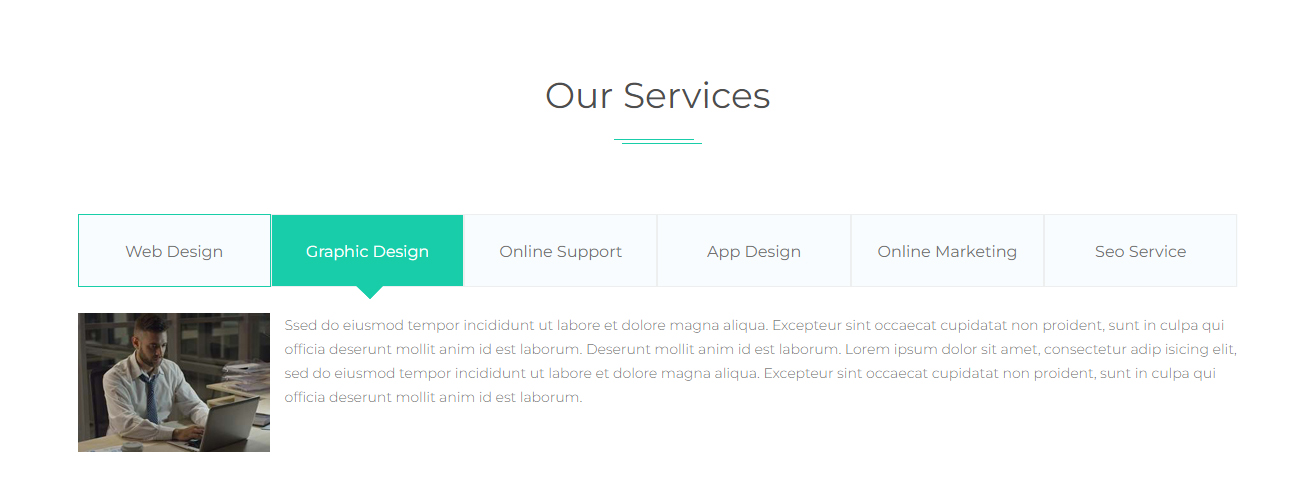 Our Services
Web Design
Graphic Design
Online Support
App Design
Online Marketing
Seo Service
Ssed do eiusmod tempor incididunt ut labore et dolore magna aliqua. Excepteur sint occaecat cupidatat non proident, sunt in culpa qui
officia deserunt mollit anim id est laborum. Deserunt mollit anim id est laborum. Lorem ipsum dolor sit amet, consectetur adip isicing elit,
sed do eiusmod tempor incididunt ut labore et dolore magna aliqua. Excepteur sint occaecat cupidatat non proident, sunt in culpa qui
officia deserunt mollit anim id est laborum.